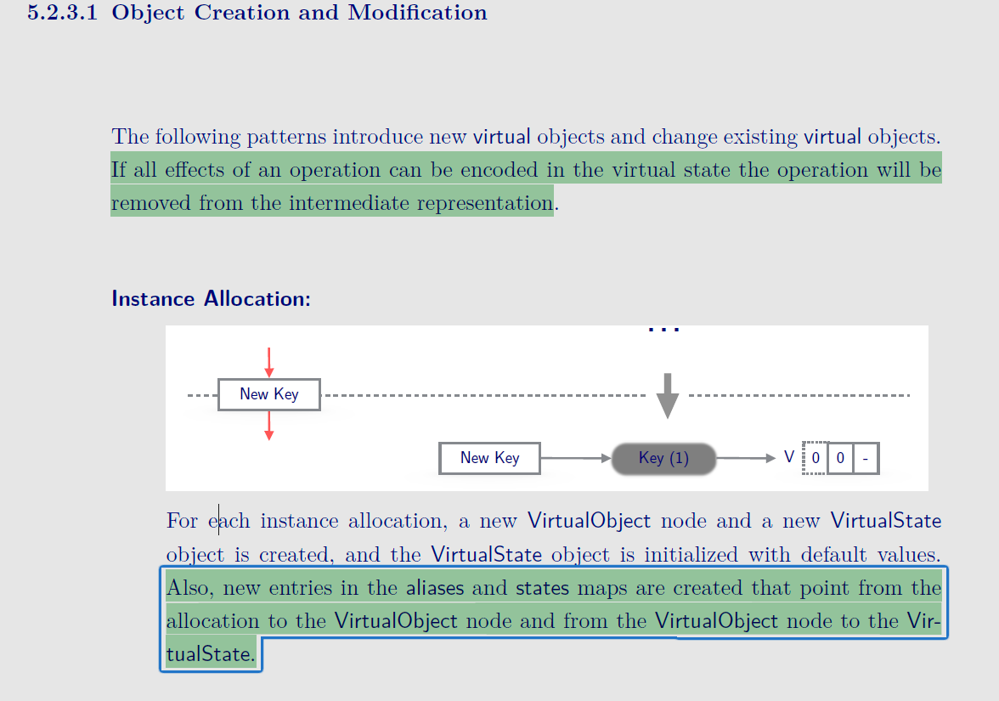 5.2.3.1 Object Creation and Modification
The following patterns introduce new virtual objects and change existing virtual objects.
If all effects of an operation can be encoded in the virtual state the operation will be
removed from the intermediate representation.
Instance Allocation:
...
New Key
New Key Key (1) V 0 0 -
For each instance allocation, a new VirtualObject node and a new VirtualState
object is created, and the VirtualState object is initialized with default values.
Also, new entries in the aliases and states maps are created that point from the
allocation to the VirtualObject node and from the VirtualObject node to the Vir-
tualState.